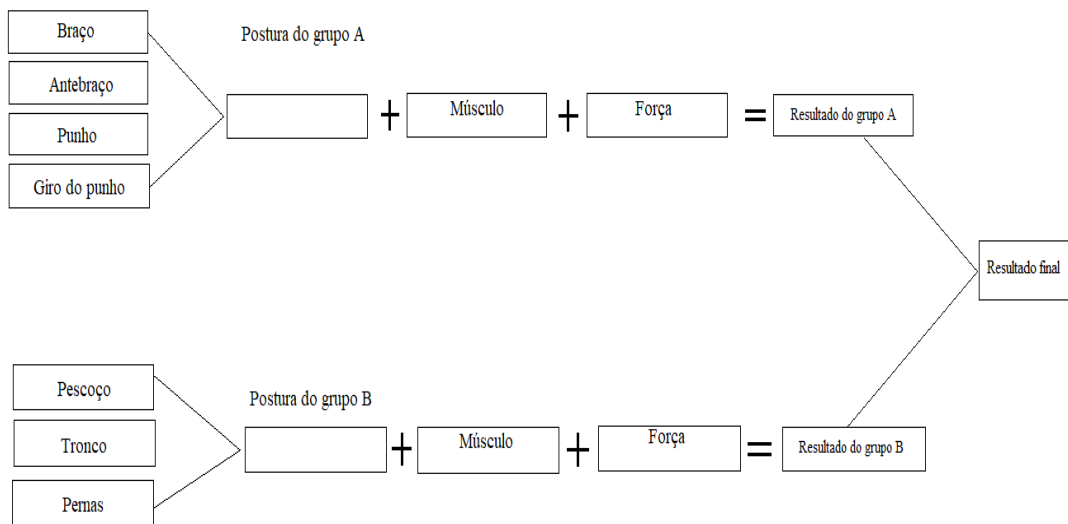 Braço
Antebraço
Punho
Giro do punho
Postura do grupo A
+ Músculo + Força = Resultado do grupo A
Resultado final
Pescoço
Tronco
Pernas
Postura do grupo B
+ Músculo + Força = Resultado do grupo B